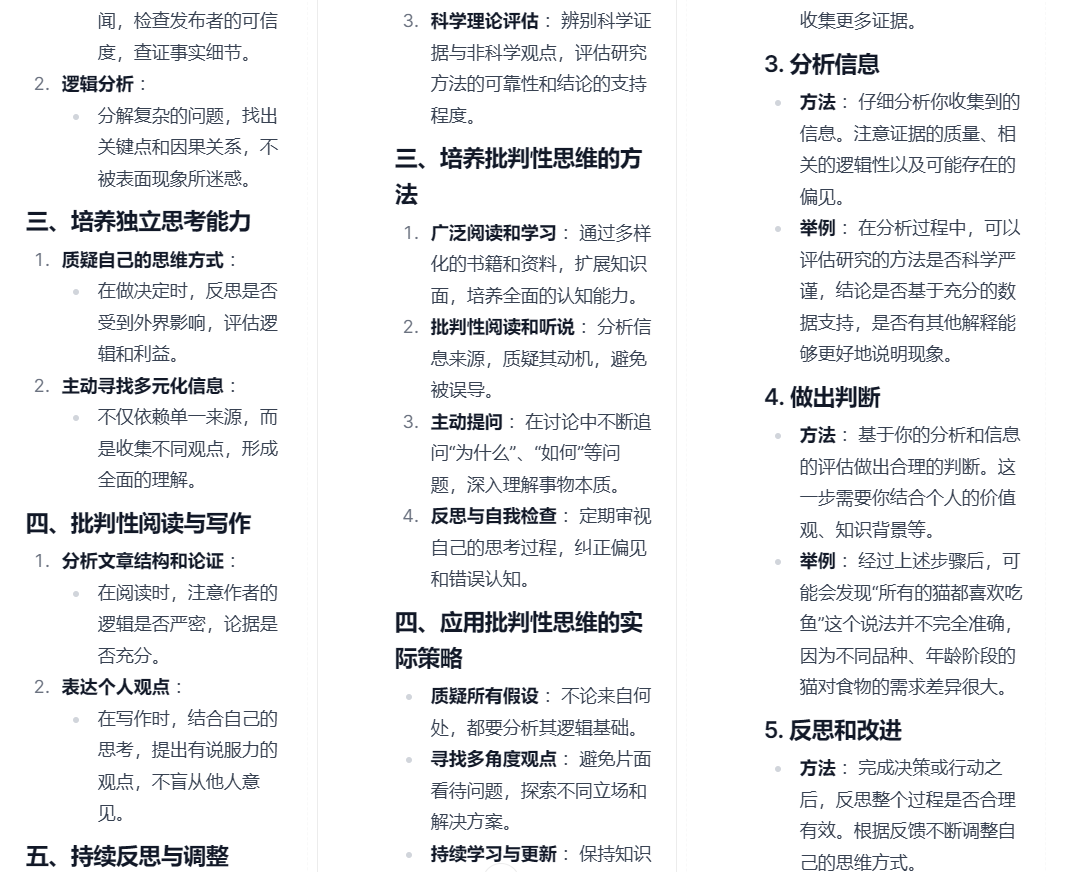 闻，检查发布者的可信
度，查证事实细节。
2. 逻辑分析：
分解复杂的问题，找出
关键点和因果关系，不
被表面现象所迷惑。
三、培养独立思考能力
1. 质疑自己的思维方式：
在做决定时，反思是否
受到外界影响，评估逻
辑和利益。
2. 主动寻找多元化信息：
不仅依赖单一来源，而
是收集不同观点，形成
全面的理解。
四、批判性阅读与写作
1. 分析文章结构和论证：
在阅读时，注意作者的
逻辑是否严密，论据是
否充分。
2. 表达个人观点：
在写作时，结合自己的
思考，提出有说服力的
观点，不盲从他人意
见。
五、持续反思与调整
3. 科学理论评估：辨别科学证
据与非科学观点，评估研究
方法的可靠性和结论的支持
程度。
三、培养批判性思维的方
法
1. 广泛阅读和学习：通过多样
化的书籍和资料，扩展知识
面，培养全面的认知能力。
2. 批判性阅读和听说：分析信
息来源，质疑其动机，避免
被误导。
3. 主动提问：在讨论中不断追
问“为什么”、“如何”等问
题，深入理解事物本质。
4. 反思与自我检查：定期审视
自己的思考过程，纠正偏见
和错误认知。
四、应用批判性思维的实
际策略
质疑所有假设：不论来自何
处，都要分析其逻辑基础。
寻找多角度观点：避免片面
看待问题，探索不同立场和
解决方案。
持续学习与更新：保持知识
收集更多证据。
3. 分析信息
方法：仔细分析你收集到的
信息。注意证据的质量、相
关的逻辑性以及可能存在的
偏见。
举例：在分析过程中，可以
评估研究的方法是否科学严
谨，结论是否基于充分的数
据支持，是否有其他解释能
够更好地说明现象。
4. 做出判断
方法：基于你的分析和信息
的评估做出合理的判断。这
一步需要你结合个人的价值
观、知识背景等。
举例：经过上述步骤后，可
能会发现“所有的猫都喜欢吃
鱼”这个说法并不完全准确，
因为不同品种、年龄阶段的
猫对食物的需求差异很大。
5. 反思和改进
方法：完成决策或行动之
后，反思整个过程是否合理
有效。根据反馈不断调整自
己的思维方式。